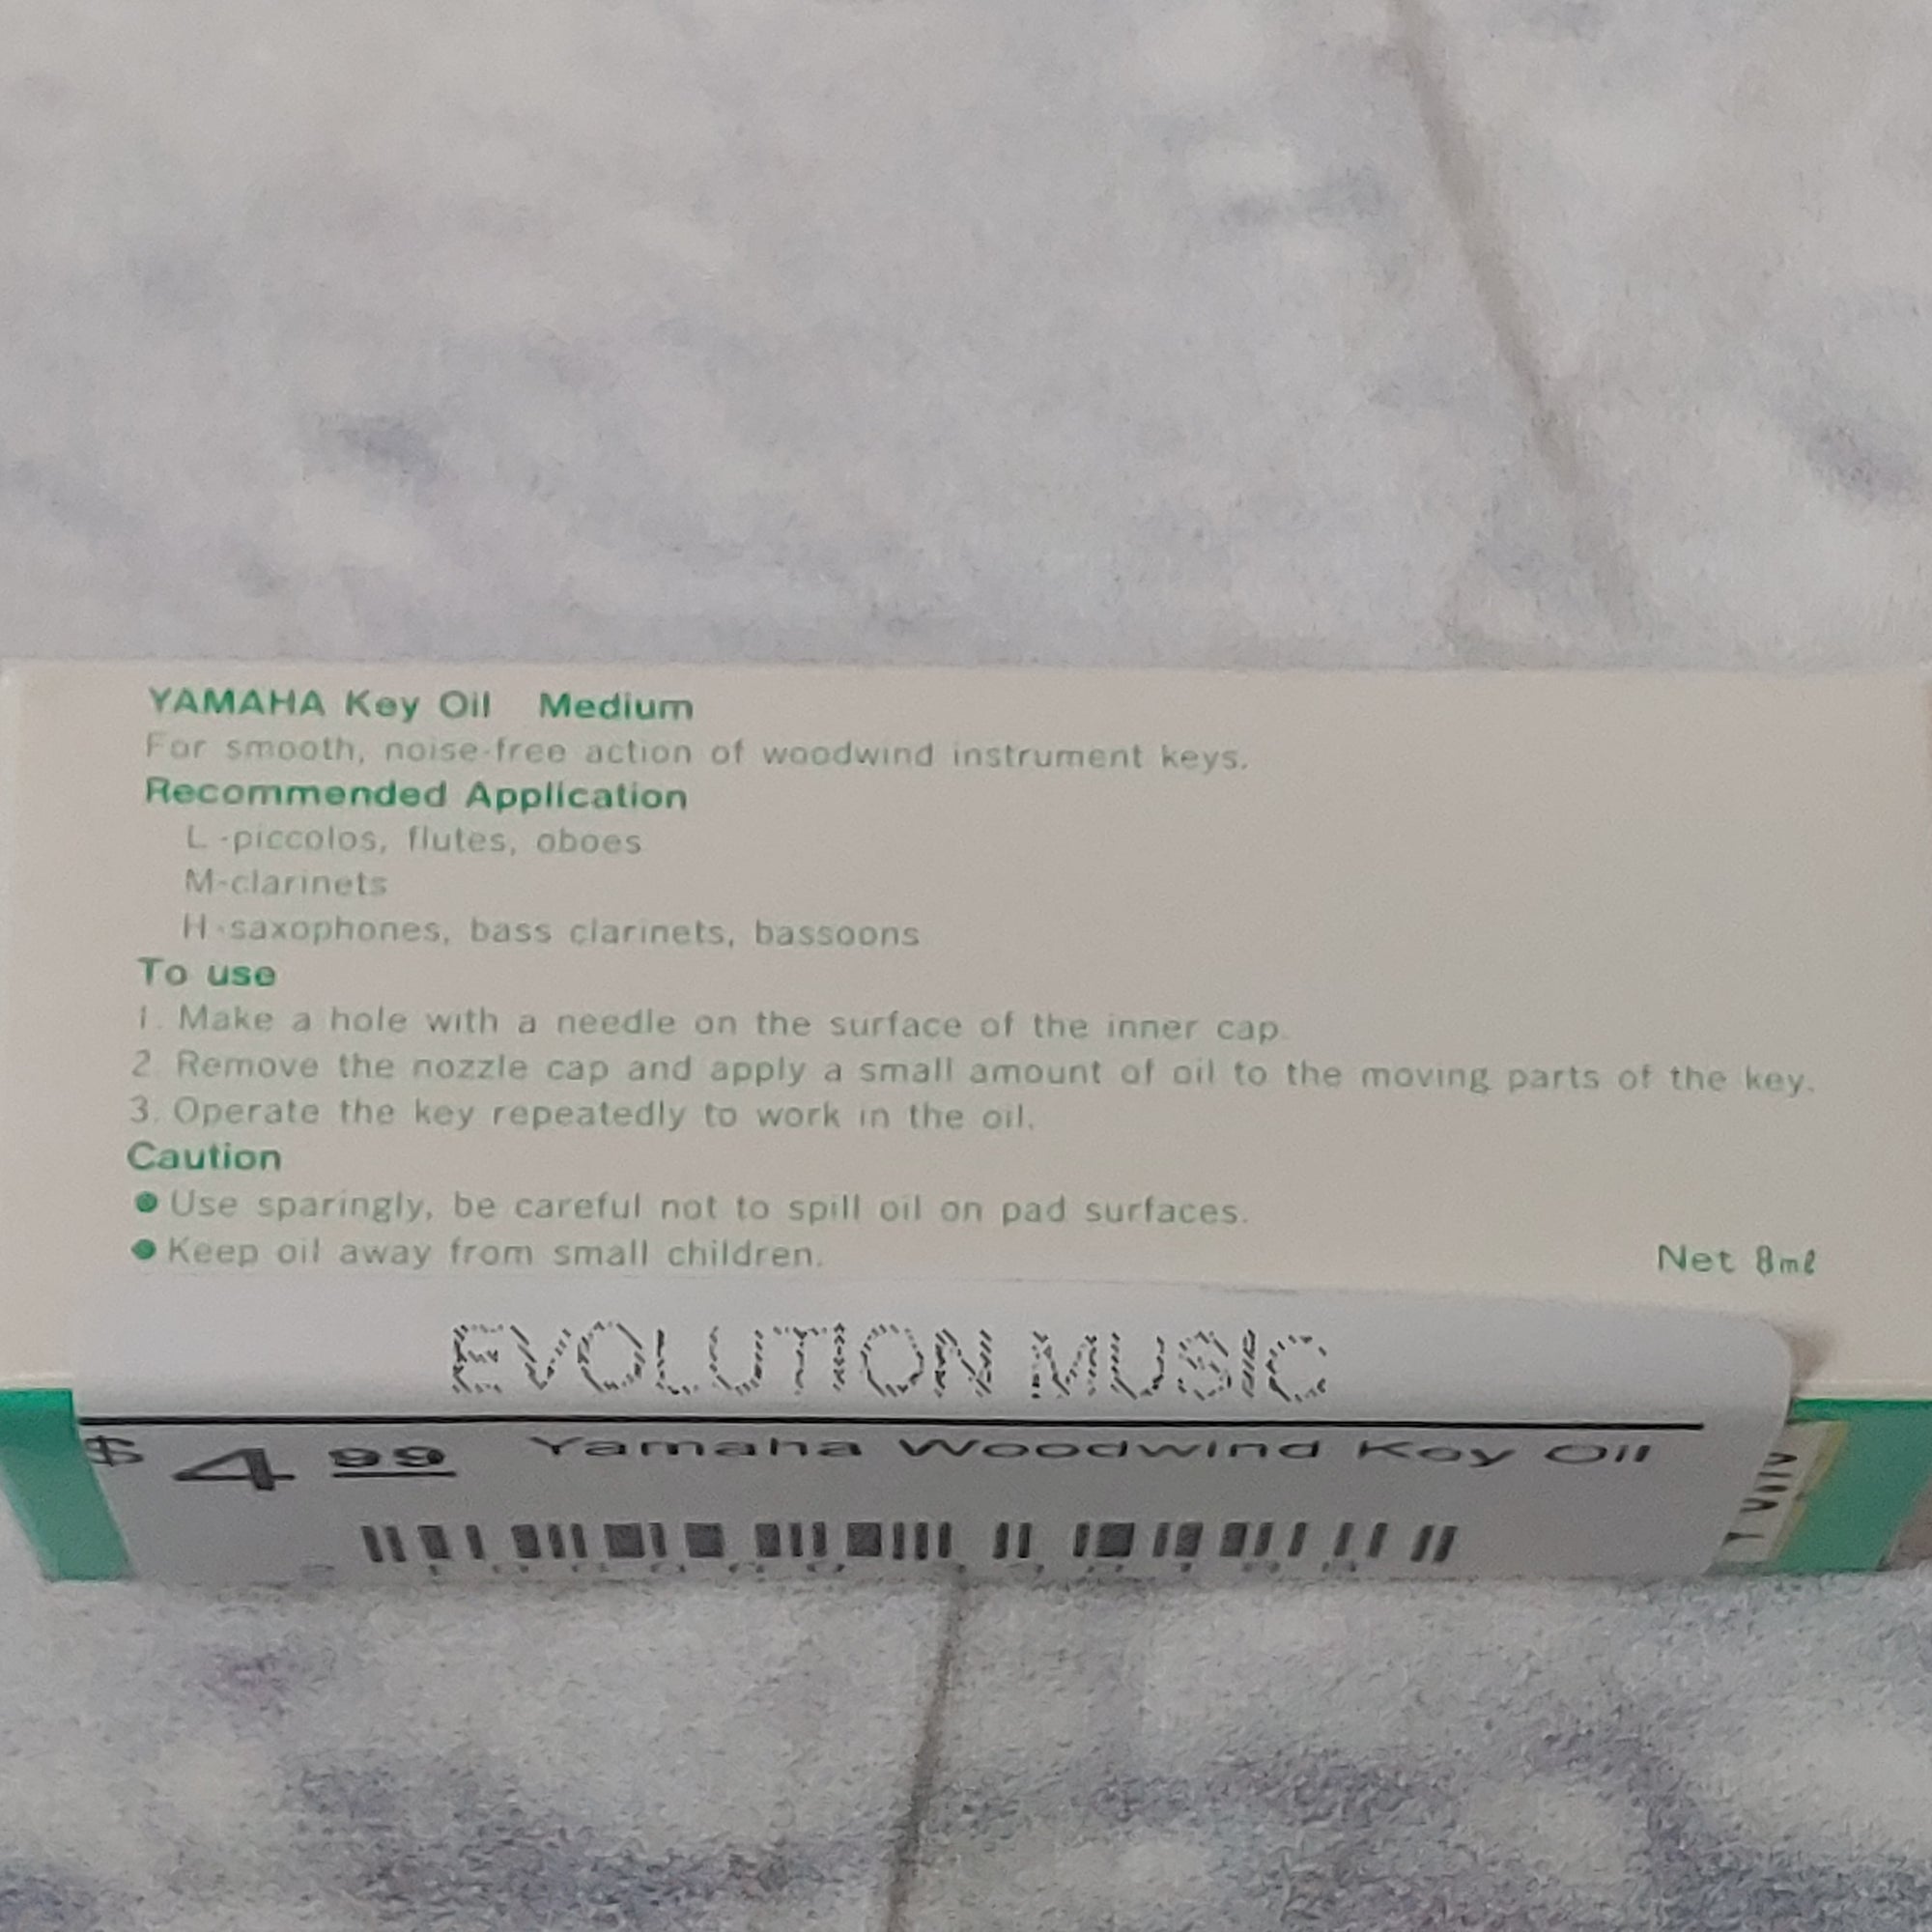 YAMAHA Key Oil Medium
For smooth, noise-free action of woodwind instrument keys.
Recommended Application
L-piccolos, flutes, oboes
M-clarinets
H-saxophones, bass clarinets, bassoons
To use
1. Make a hole with a needle on the surface of the inner cap.
2. Remove the nozzle cap and apply a small amount of oil to the moving parts of the key.
3. Operate the key repeatedly to work in the oil.
Caution
● Use sparingly, be careful not to spill oil on pad surfaces.
● Keep oil away from small children.
Net 8mℓ
EVOLUTION MUSIC
$4.99 Yamaha Woodwind Key Oil